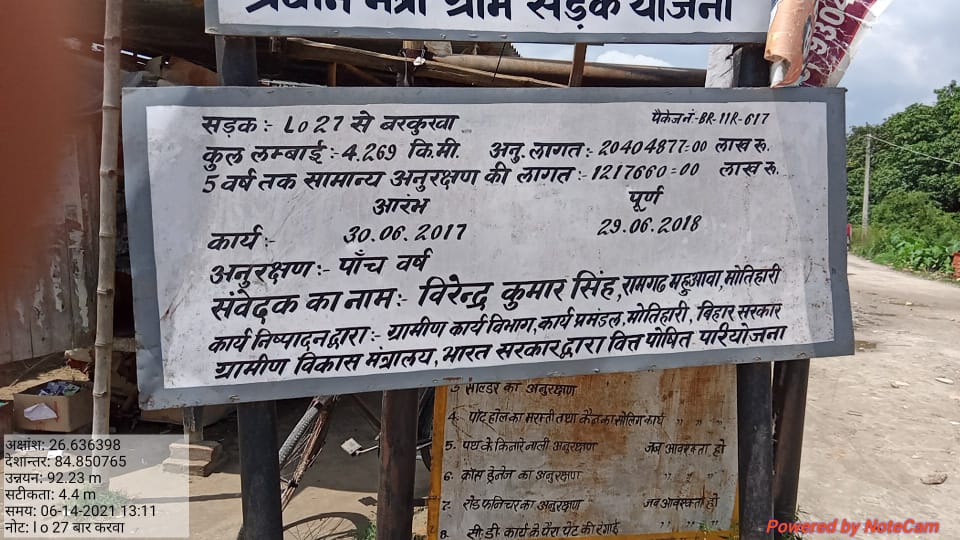 प्रधान मंत्री ग्राम सड़क योजना
सड़क:- Lo27 से बरकुरवा पैकेज नं-BR-11R-617
कुल लम्बाई:-4.269 कि.मी. अनु.लागत:-20404877=00 लाख रु.
5 वर्ष तक सामान्य अनुरक्षण की लागत:-1217660=00 लाख रु.
आरंभ पूर्ण
कार्य:- 30.06.2017 29.06.2018
अनुरक्षण:- पाँच वर्ष
संवेदक का नाम:- विरेन्द्र कुमार सिंह, रामगढ महुआवा, मोतिहारी
कार्य निष्पादन द्वारा:- ग्रामीण कार्य विभाग, कार्य प्रमंडल, मोतिहारी, बिहार सरकार
ग्रामीण विकास मंत्रालय, भारत सरकार द्वारा वित्त पोषित परियोजना
सोल्डर का अनुरक्षण
4. पॉट होल का मरम्ती तथा
5. पथ के किनारे नाली अनुरक्षण जब आवश्कता हो
6. क्रॉस ड्रेनेज का अनुरक्षण " " "
7. रोड फर्निचर का अनुरक्षण जब आवश्कता हो
8. सी.डी. कार्य के पैरा पेट की रंगाई " " "
अक्षांश: 26.636398
देशान्तर: 84.850765
उन्नयन: 92.23 m
सटीकता: 4.4 m
समय: 06-14-2021 13:11
नोट: l o 27 बार करवा
Powered by NoteCam